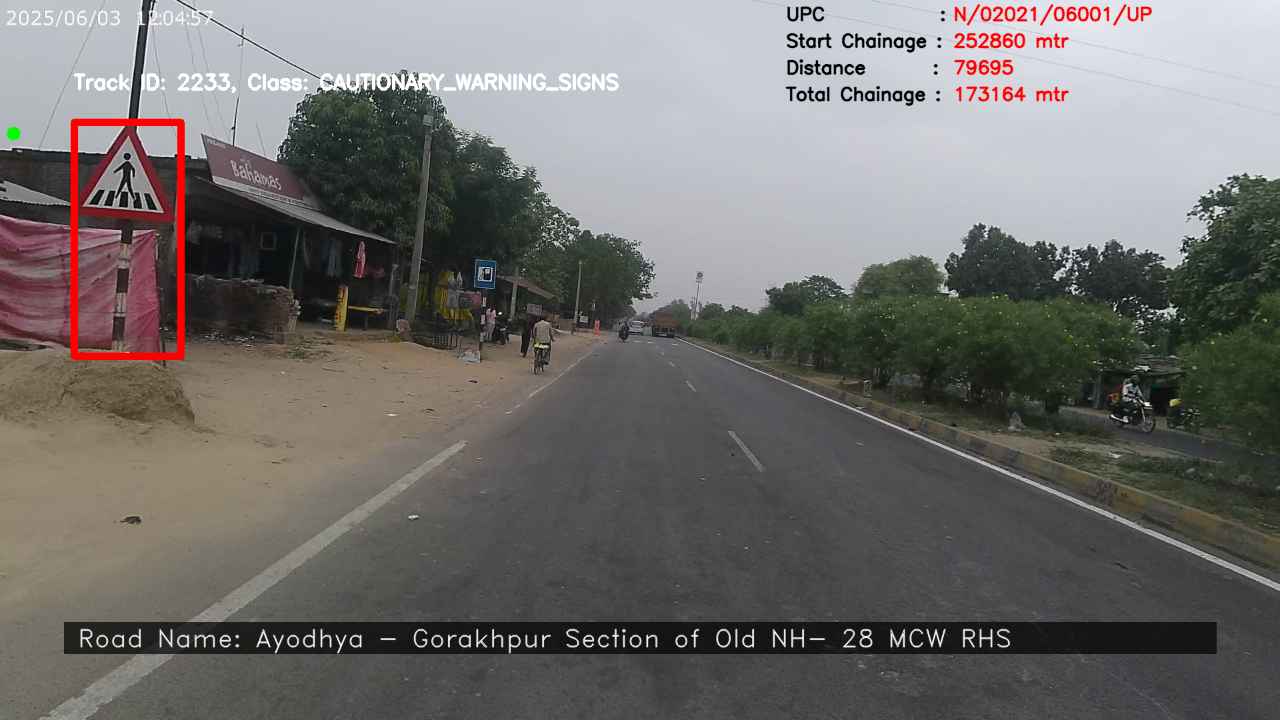 2025/06/03 12:04:57
UPC : N/02021/06001/UP
Start Chainage : 252860 mtr
Distance : 79695
Total Chainage : 173164 mtr
Track ID: 2233, Class: CAUTIONARY_WARNING_SIGNS
Bahamas
Road Name: Ayodhya - Gorakhpur Section of Old NH- 28 MCW RHS